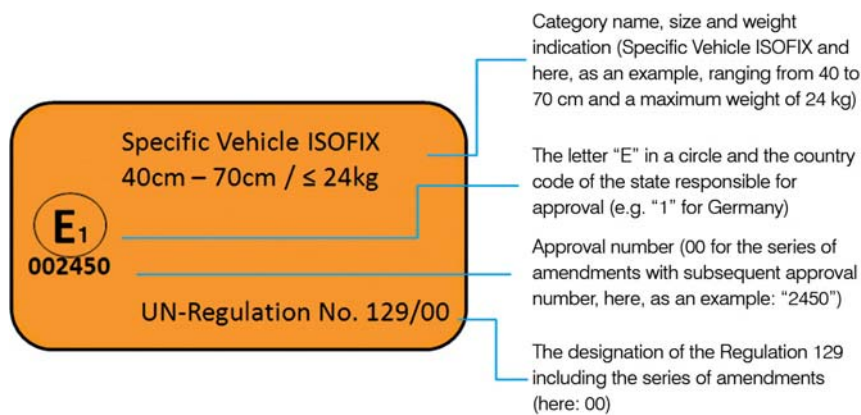 Category name, size and weight
indication (Specific Vehicle ISOFIX and
here, as an example, ranging from 40 to
70 cm and a maximum weight of 24 kg)
Specific Vehicle ISOFIX
40cm – 70cm / ≤ 24kg
The letter “E” in a circle and the country
code of the state responsible for
approval (e.g. “1” for Germany)
E1
002450
Approval number (00 for the series of
amendments with subsequent approval
number, here, as an example: “2450”)
UN-Regulation No. 129/00
The designation of the Regulation 129
including the series of amendments
(here: 00)